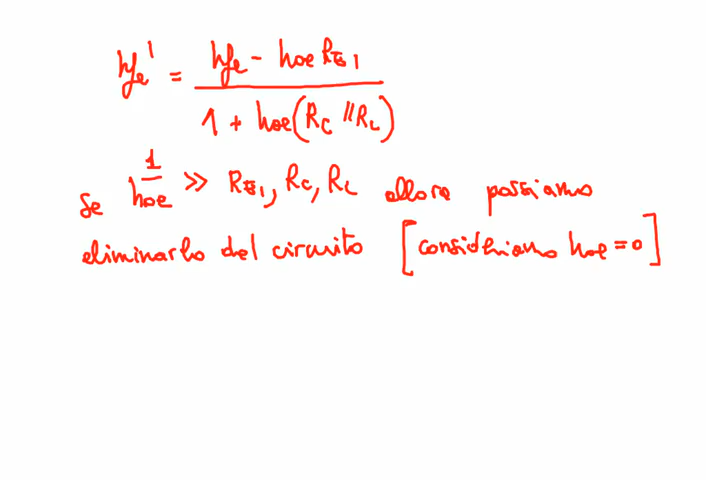 hfe' = (hfe - hoe RE1) / (1 + hoe(RC // RL))
Se 1/hoe >> RE1, RC, RL allora possiamo
eliminarlo dal circuito [consideriamo hoe = 0]